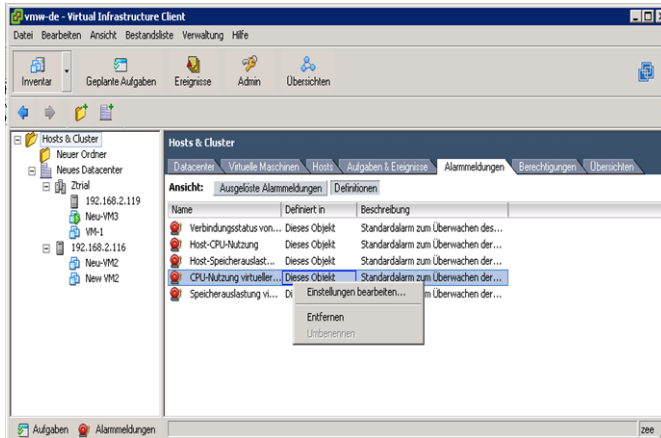 vmw-de - Virtual Infrastructure Client
Datei Bearbeiten Ansicht Bestandsliste Verwaltung Hilfe
Inventar Geplante Aufgaben Ereignisse Admin Übersichten
Hosts & Cluster
Neuer Ordner
Neues Datacenter
Ztrial
192.168.2.119
Neu-VM3
VM-1
192.168.2.116
Neu-VM2
New VM2
Hosts & Cluster
Datacenter Virtuelle Maschinen Hosts Aufgaben & Ereignisse Alarmmeldungen Berechtigungen Übersichten
Ansicht: Ausgelöste Alarmmeldungen Definitionen
Name Definiert in Beschreibung
Verbindungsstatus von... Dieses Objekt Standardalarm zum Überwachen des...
Host-CPU-Nutzung Dieses Objekt Standardalarm zum Überwachen der...
Host-Speicherauslast... Dieses Objekt Standardalarm zum Überwachen der...
CPU-Nutzung virtueller... Dieses Objekt Standardalarm zum Überwachen der...
Speicherauslastung vi... Di m zum Überwachen der...
Einstellungen bearbeiten...
Entfernen
Umbenennen
Aufgaben Alarmmeldungen zee